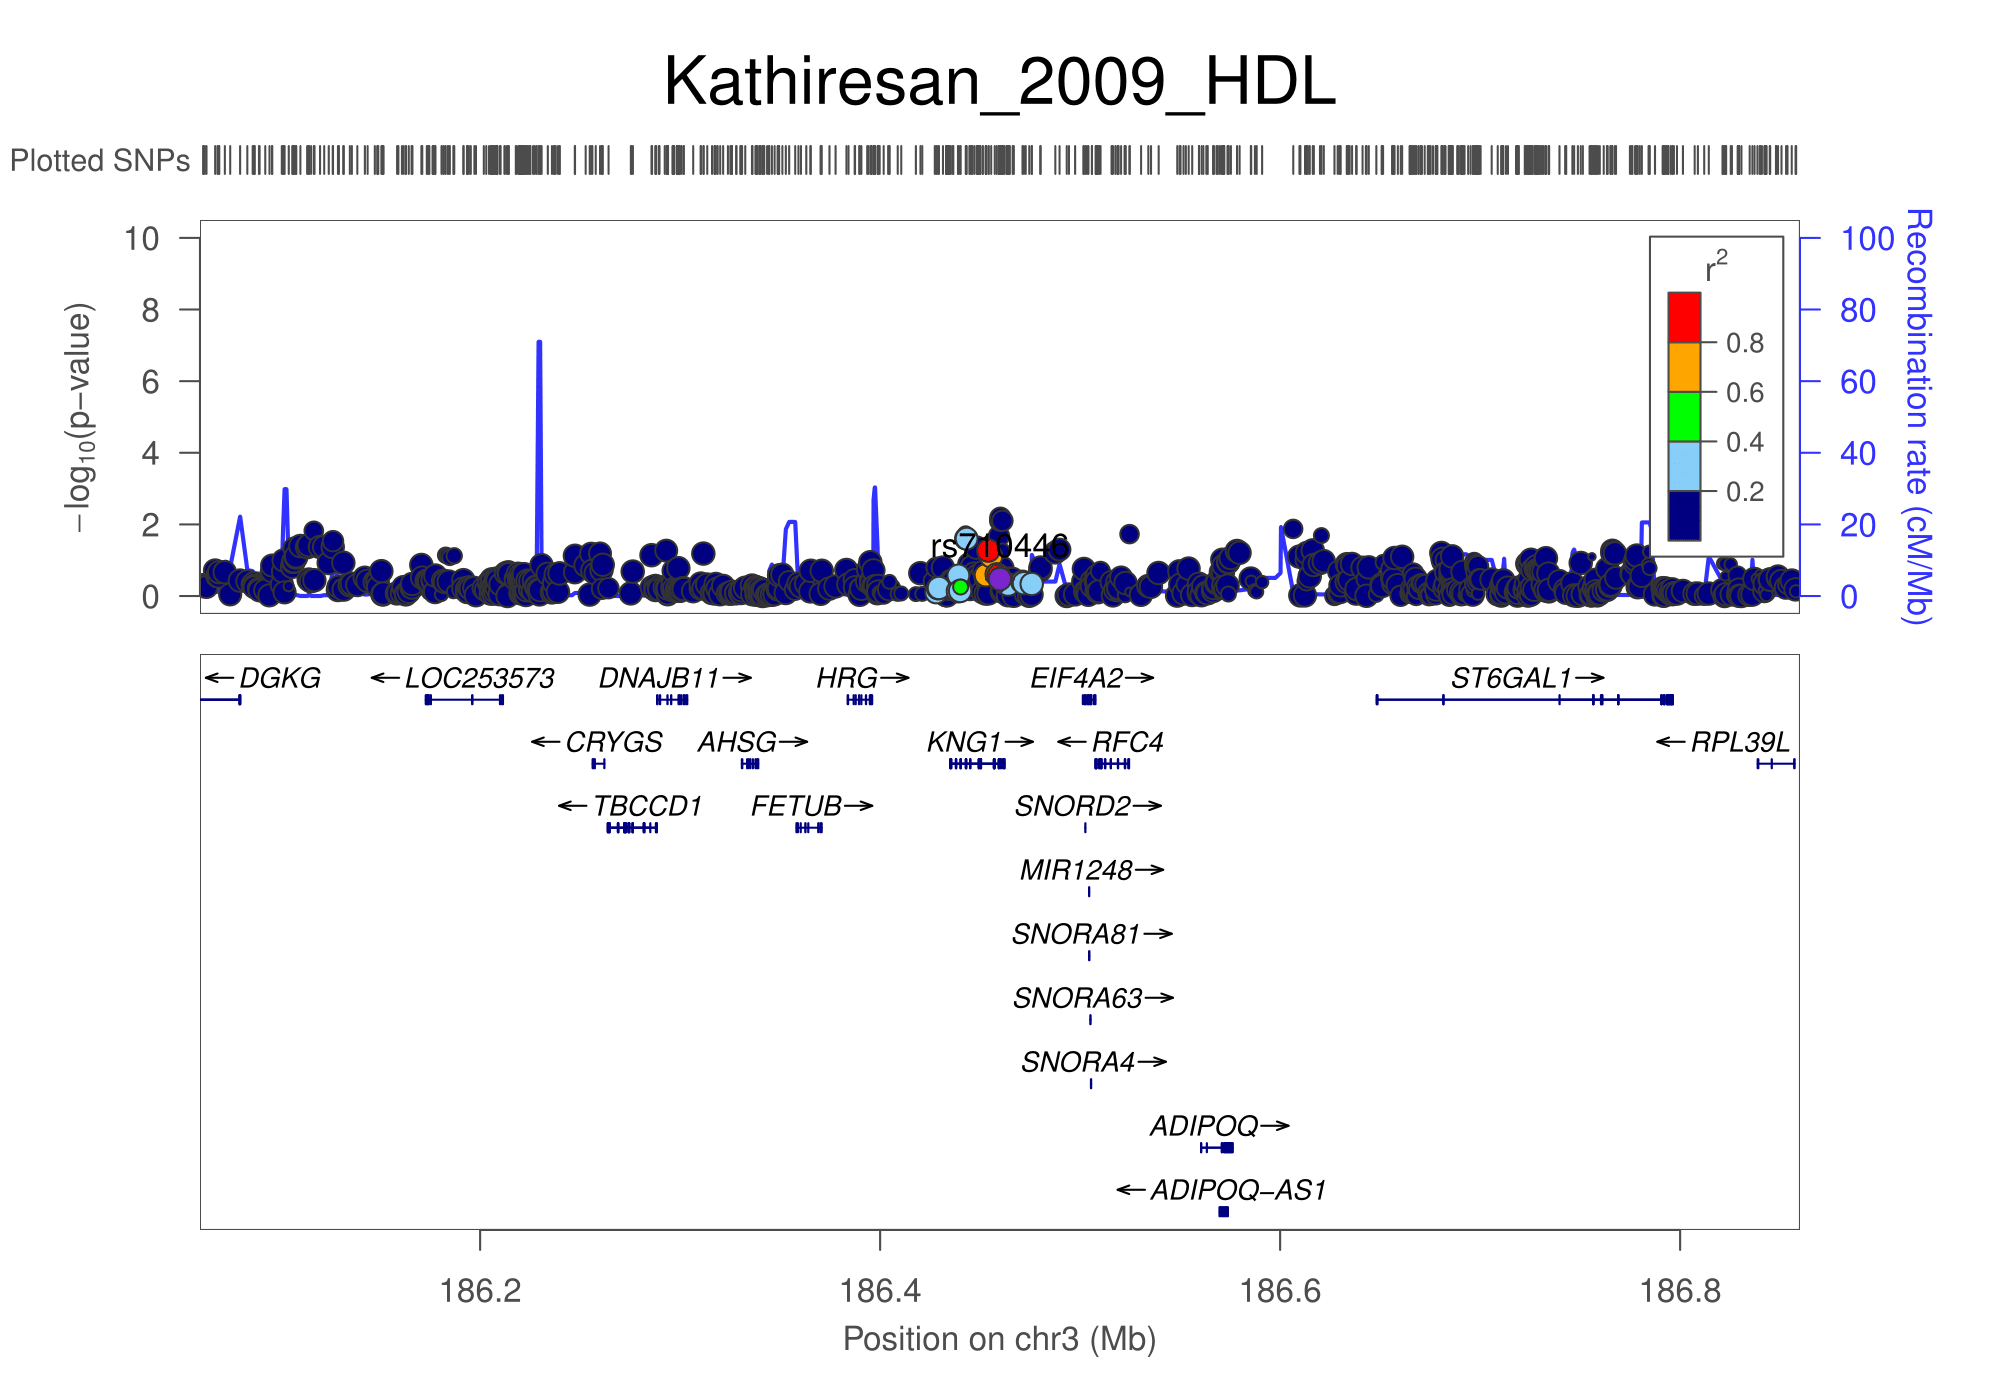 Kathiresan_2009_HDL
Plotted SNPs
10
8
6
4
2
0
−log10(p−value)
100
80
60
40
20
0
Recombination rate (cM/Mb)
r2
0.8
0.6
0.4
0.2
rs710446
DGKG
LOC253573
DNAJB11
HRG
EIF4A2
ST6GAL1
CRYGS
AHSG
KNG1
RFC4
RPL39L
TBCCD1
FETUB
SNORD2
MIR1248
SNORA81
SNORA63
SNORA4
ADIPOQ
ADIPOQ−AS1
186.2
186.4
186.6
186.8
Position on chr3 (Mb)